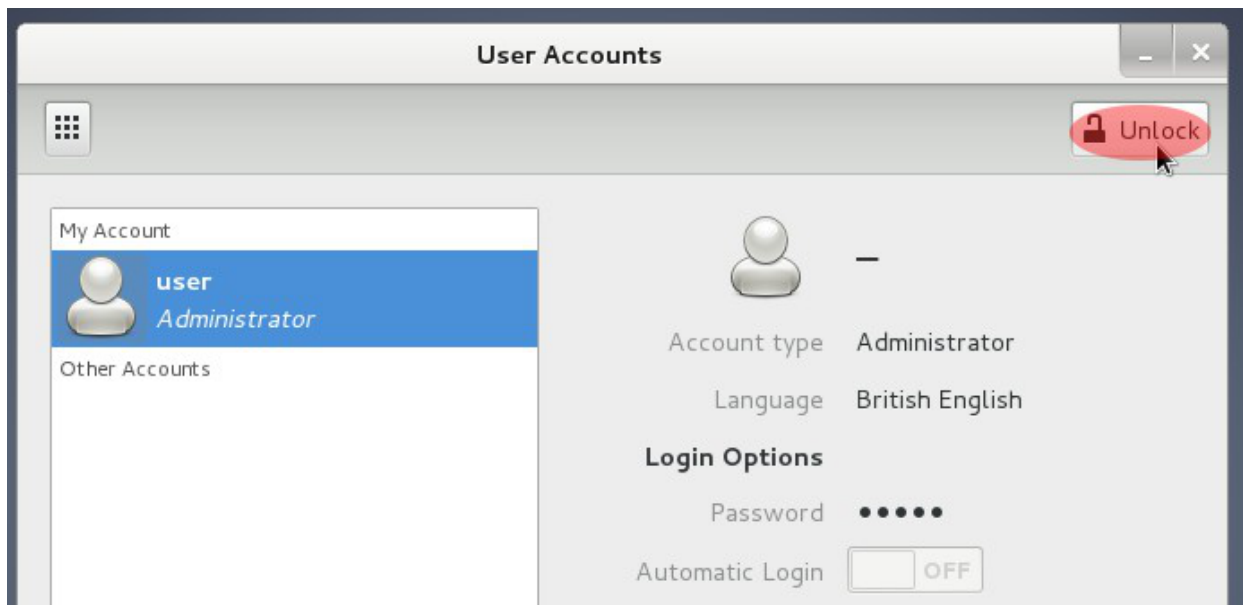 User Accounts
Unlock
My Account
user
Administrator
Other Accounts
Account type Administrator
Language British English
Login Options
Password •••••
Automatic Login OFF